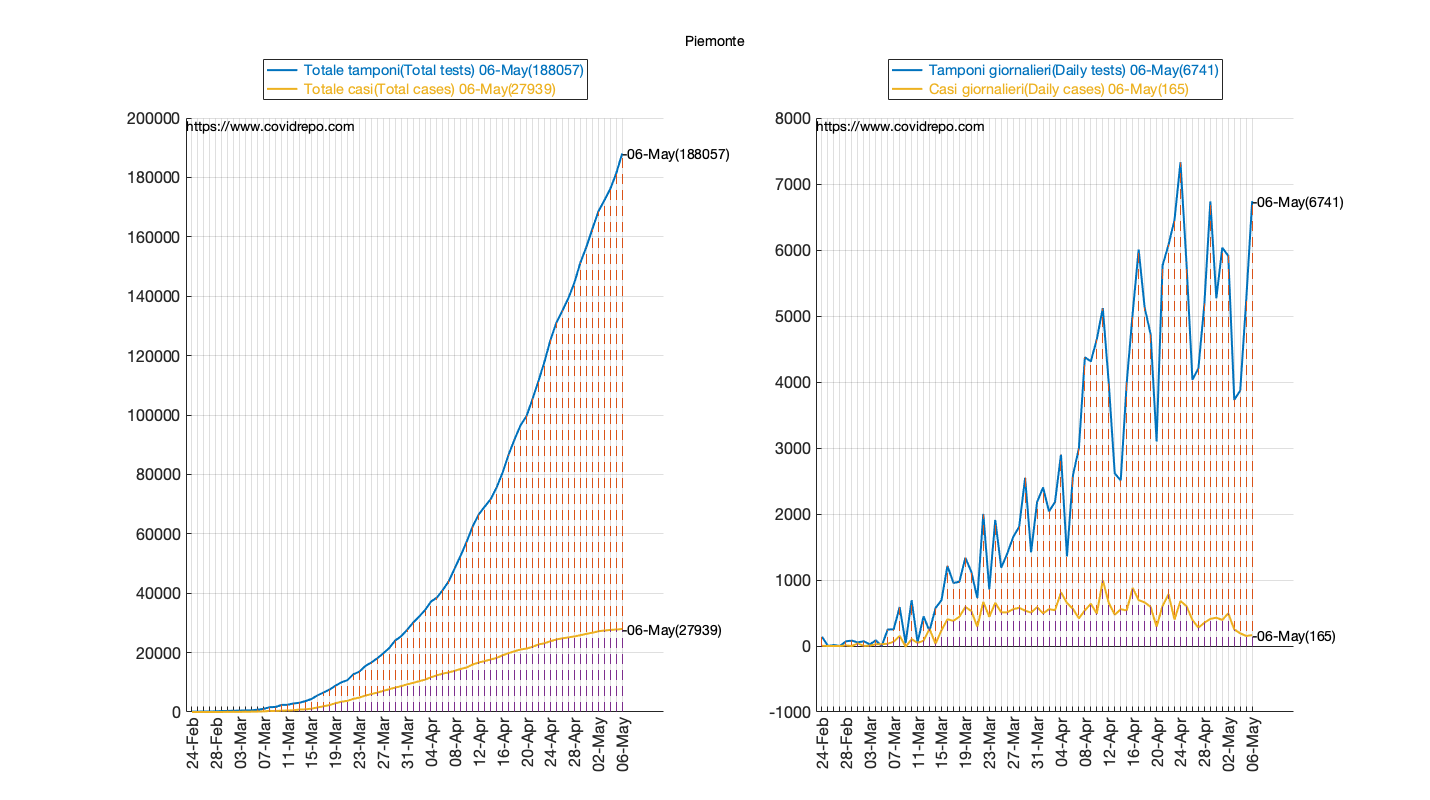 Piemonte
Totale tamponi(Total tests) 06-May(188057)
Totale casi(Total cases) 06-May(27939)
200000
180000
160000
140000
120000
100000
80000
60000
40000
20000
0
https://www.covidrepo.com
06-May(188057)
06-May(27939)
24-Feb
28-Feb
03-Mar
07-Mar
11-Mar
15-Mar
19-Mar
23-Mar
27-Mar
31-Mar
04-Apr
08-Apr
12-Apr
16-Apr
20-Apr
24-Apr
28-Apr
02-May
06-May
Tamponi giornalieri(Daily tests) 06-May(6741)
Casi giornalieri(Daily cases) 06-May(165)
8000
7000
6000
5000
4000
3000
2000
1000
0
-1000
https://www.covidrepo.com
06-May(6741)
06-May(165)
24-Feb
28-Feb
03-Mar
07-Mar
11-Mar
15-Mar
19-Mar
23-Mar
27-Mar
31-Mar
04-Apr
08-Apr
12-Apr
16-Apr
20-Apr
24-Apr
28-Apr
02-May
06-May